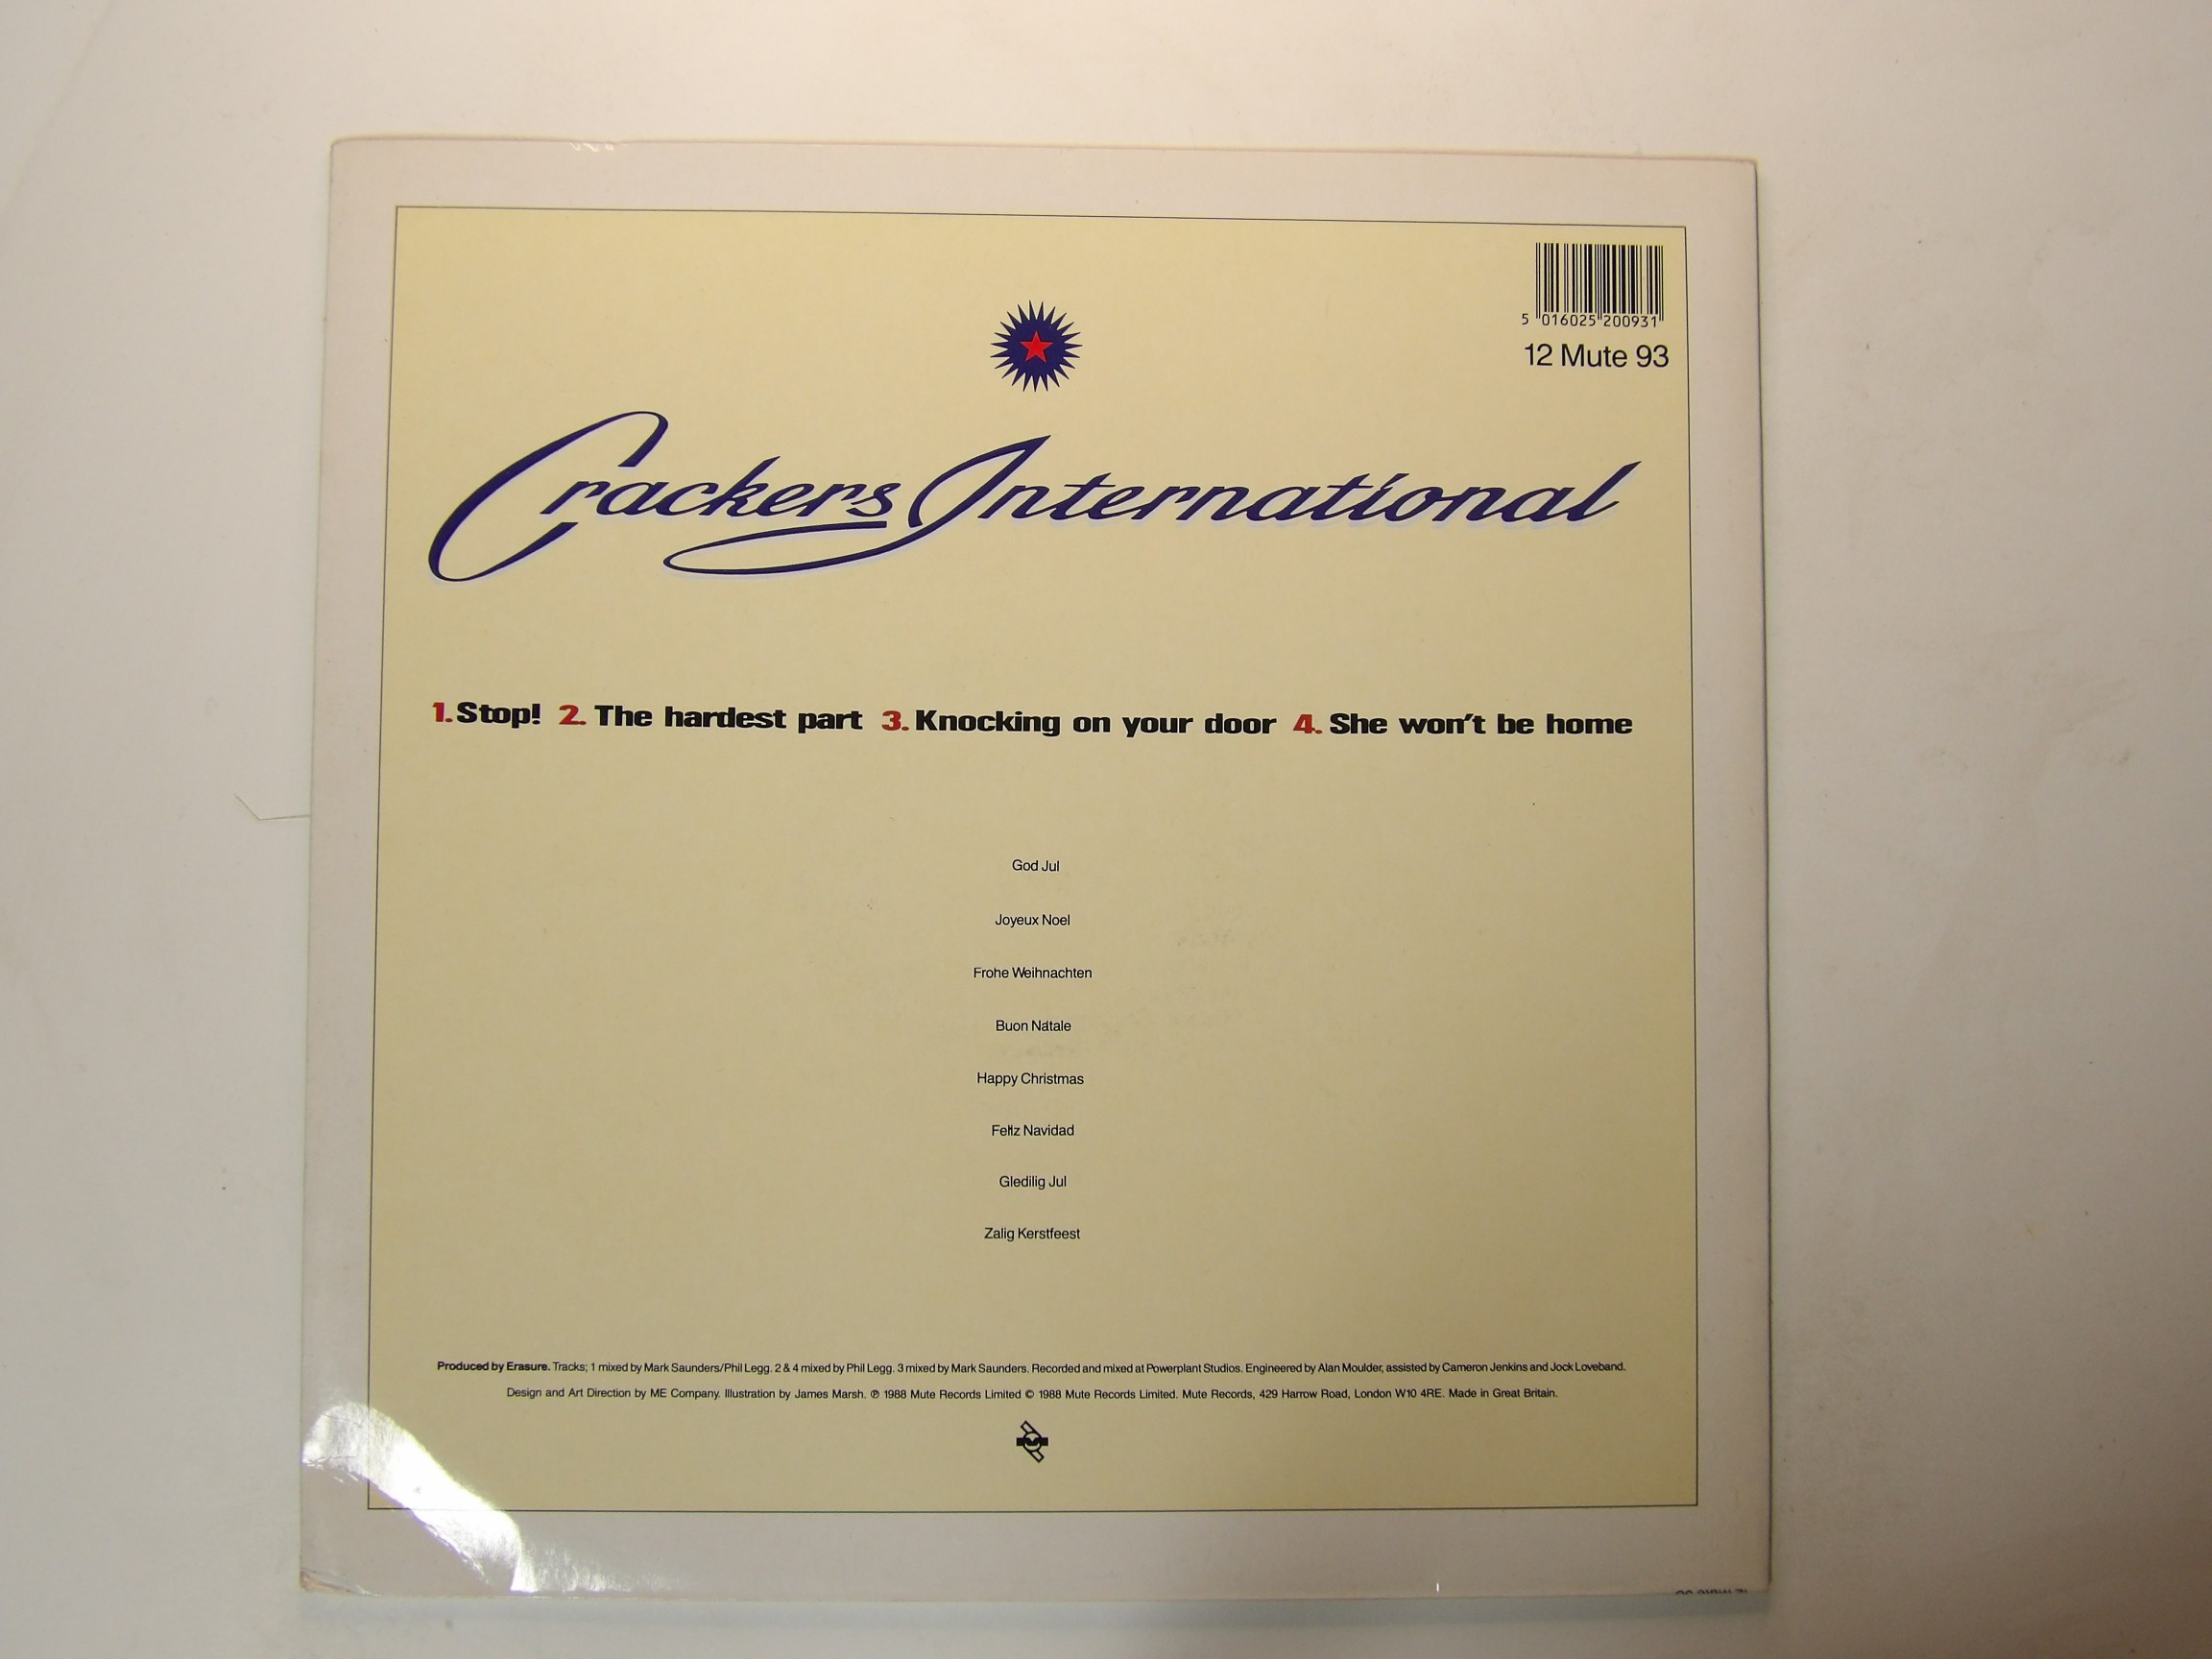 5 016025 200931
12 Mute 93
Crackers International
1. Stop! 2. The hardest part 3. Knocking on your door 4. She won't be home
God Jul
Joyeux Noel
Frohe Weihnachten
Buon Natale
Happy Christmas
Feliz Navidad
Gledilig Jul
Zalig Kerstfeest
Produced by Erasure. Tracks; 1 mixed by Mark Saunders/Phil Legg. 2 & 4 mixed by Phil Legg. 3 mixed by Mark Saunders. Recorded and mixed at Powerplant Studios. Engineered by Alan Moulder, assisted by Cameron Jenkins and Jock Loveband.
Design and Art Direction by ME Company. Illustration by James Marsh. ℗ 1988 Mute Records Limited © 1988 Mute Records Limited. Mute Records, 429 Harrow Road, London W10 4RE. Made in Great Britain.